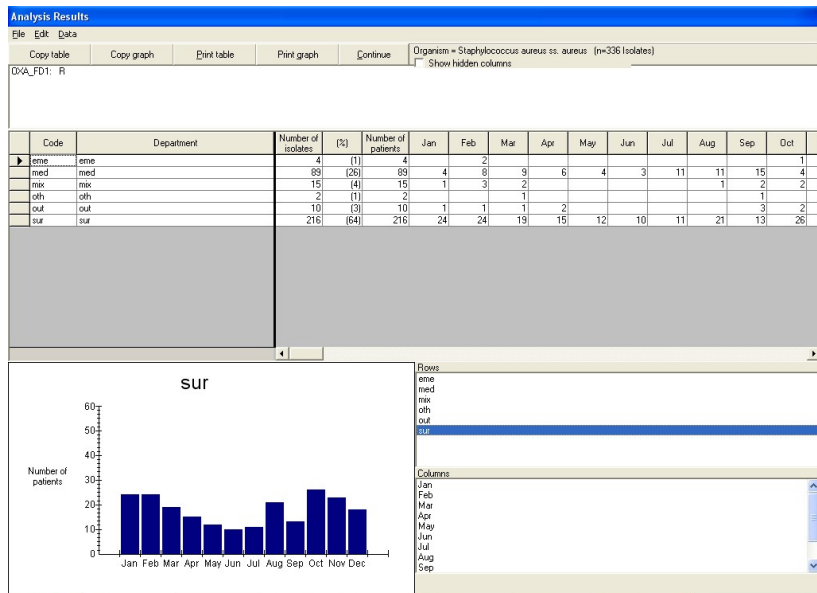 Analysis Results
File Edit Data
Copy table Copy graph Print table Print graph Continue Organism = Staphylococcus aureus ss. aureus (n=336 Isolates)
Show hidden columns
OXA_FD1: R
Code Department Number of isolates (%) Number of patients Jan Feb Mar Apr May Jun Jul Aug Sep Oct
eme eme 4 (1) 4 2 1
med med 89 (26) 89 4 8 9 6 4 3 11 11 15 4
mix mix 15 (4) 15 1 3 2 1 2 2
oth oth 2 (1) 2 1 1
out out 10 (3) 10 1 1 1 2 3 2
sur sur 216 (64) 216 24 24 19 15 12 10 11 21 13 26
sur
60
50
40
30
20
10
0
Number of
patients
Jan Feb Mar Apr May Jun Jul Aug Sep Oct Nov Dec
Rows
eme
med
mix
oth
out
sur
Columns
Jan
Feb
Mar
Apr
May
Jun
Jul
Aug
Sep